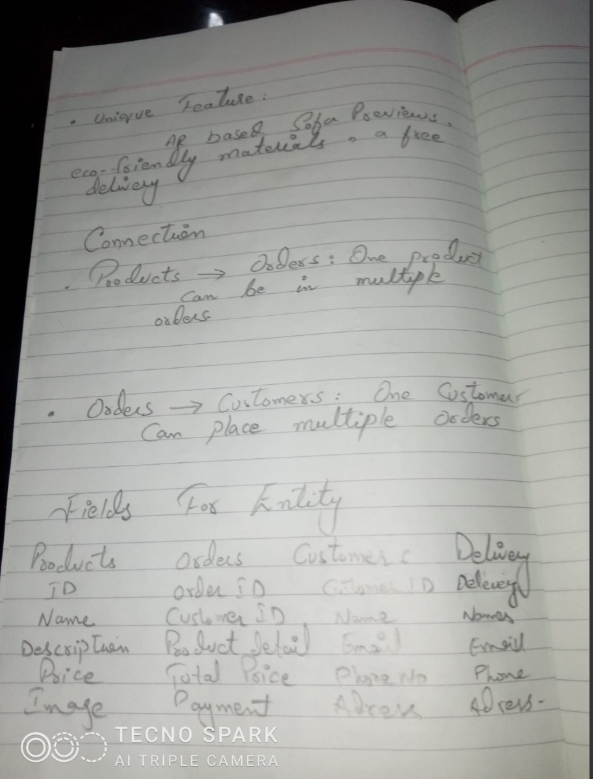 • Unique Feature:
AR based Sofa Previews.
eco-friendly materials. a free
delivery
Connection
• Products → Orders: One product
can be in multiple
orders
• Orders → Customers: One Customer
Can place multiple orders
Fields For Entity
Products Orders Customers Delivery
ID Order ID Customer ID Delivery
Name Customer ID Name Names
Description Product detail Email Email
Price Total Price Phone No Phone
Image Payment Adress Adress-
TECNO SPARK
AI TRIPLE CAMERA